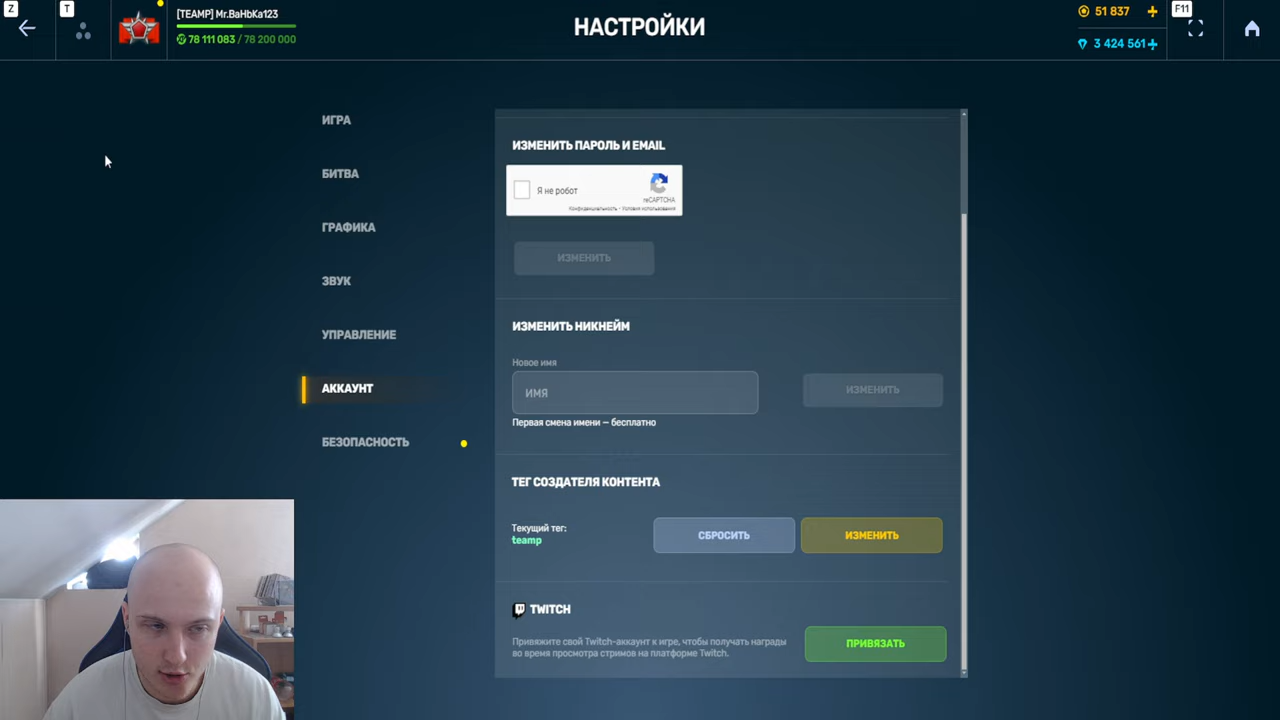 Z
T
[TEAMP] Mr.BaHbKa123
78 111 083 / 78 200 000
НАСТРОЙКИ
51 837
3 424 561
F11
ИГРА
БИТВА
ГРАФИКА
ЗВУК
УПРАВЛЕНИЕ
АККАУНТ
БЕЗОПАСНОСТЬ
ИЗМЕНИТЬ ПАРОЛЬ И EMAIL
Я не робот
reCAPTCHA
Конфиденциальность - Условия использования
ИЗМЕНИТЬ
ИЗМЕНИТЬ НИКНЕЙМ
Новое имя
ИМЯ
ИЗМЕНИТЬ
Первая смена имени — бесплатно
ТЕГ СОЗДАТЕЛЯ КОНТЕНТА
Текущий тег:
teamp
СБРОСИТЬ
ИЗМЕНИТЬ
TWITCH
Привяжите свой Twitch-аккаунт к игре, чтобы получать награды
во время просмотра стримов на платформе Twitch.
ПРИВЯЗАТЬ